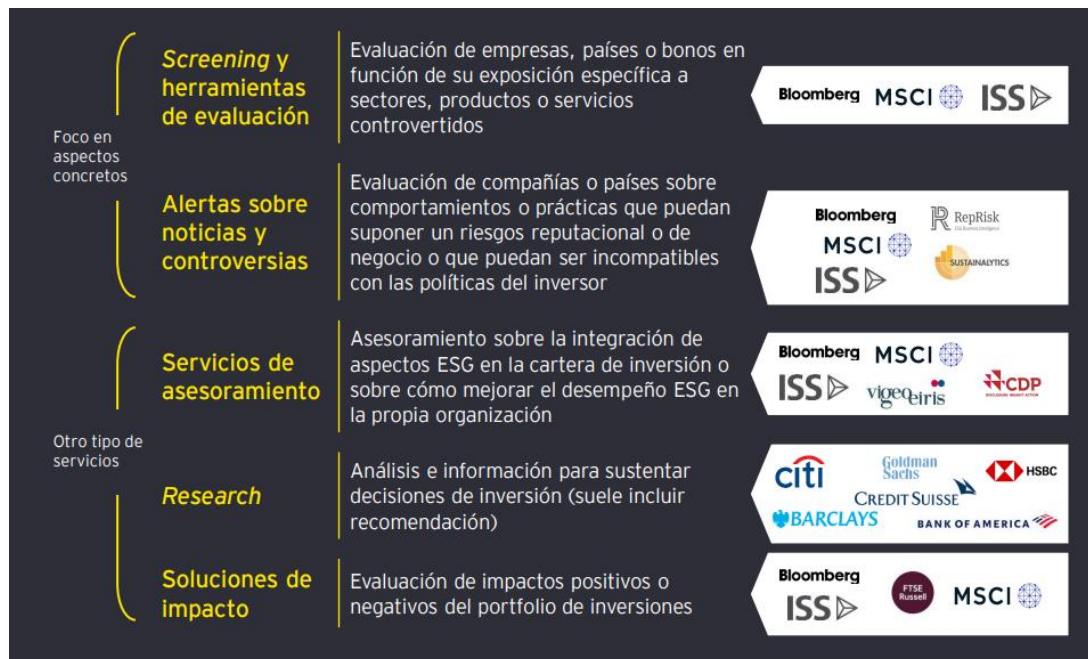 Foco en
aspectos
concretos
Screening y
herramientas
de evaluación
Evaluación de empresas, países o bonos en
función de su exposición específica a
sectores, productos o servicios
controvertidos
Bloomberg MSCI ISS
Alertas sobre
noticias y
controversias
Evaluación de compañías o países sobre
comportamientos o prácticas que puedan
suponer un riesgos reputacional o de
negocio o que puedan ser incompatibles
con las políticas del inversor
Bloomberg
RepRisk
MSCI
SUSTAINALYTICS
ISS
Otro tipo de
servicios
Servicios de
asesoramiento
Asesoramiento sobre la integración de
aspectos ESG en la cartera de inversión o
sobre cómo mejorar el desempeño ESG en
la propia organización
Bloomberg MSCI
ISS vigeoeiris CDP
DISCLOSURE INSIGHT ACTION
Research
Análisis e información para sustentar
decisiones de inversión (suele incluir
recomendación)
citi
Goldman
Sachs
HSBC
CREDIT SUISSE
BARCLAYS
BANK OF AMERICA
Soluciones de
impacto
Evaluación de impactos positivos o
negativos del portfolio de inversiones
Bloomberg
ISS
FTSE
Russell
MSCI